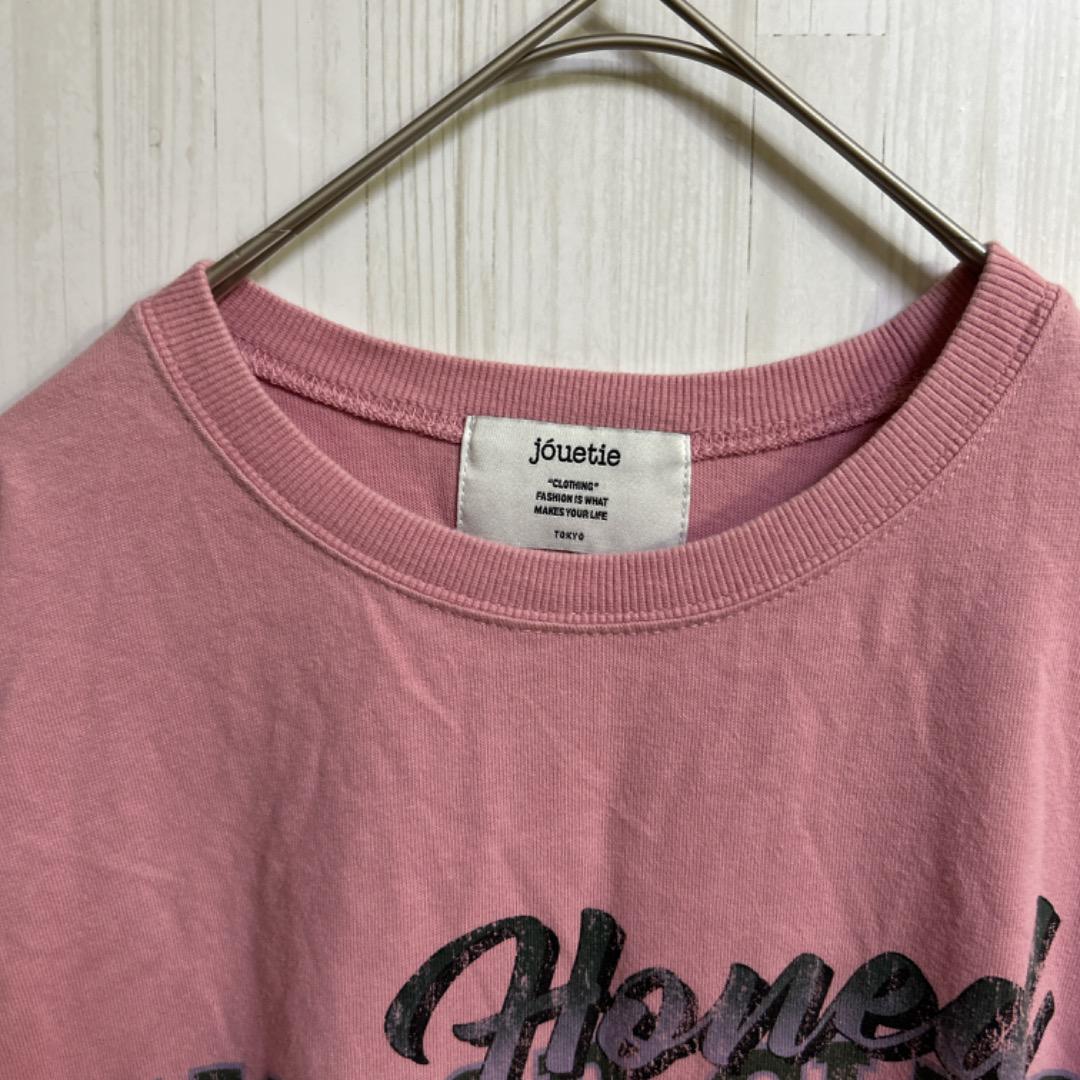 jóuetie
"CLOTHING"
FASHION IS WHAT
MAKES YOUR LIFE
TOKYO
Honed